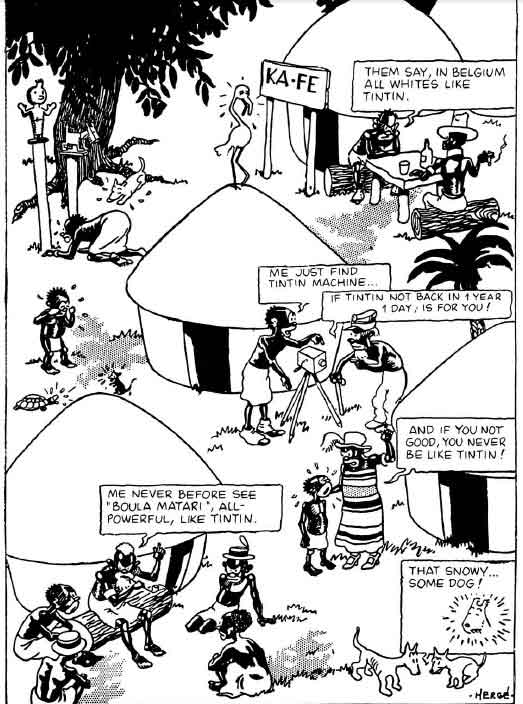 KA-FE
THEM SAY, IN BELGIUM
ALL WHITES LIKE
TINTIN.
ME JUST FIND
TINTIN MACHINE...
IF TINTIN NOT BACK IN 1 YEAR
1 DAY, IS FOR YOU!
AND IF YOU NOT
GOOD, YOU NEVER
BE LIKE TINTIN!
ME NEVER BEFORE SEE
"BOULA MATARI", ALL-
POWERFUL, LIKE TINTIN.
THAT SNOWY...
SOME DOG!
-HERGÉ-